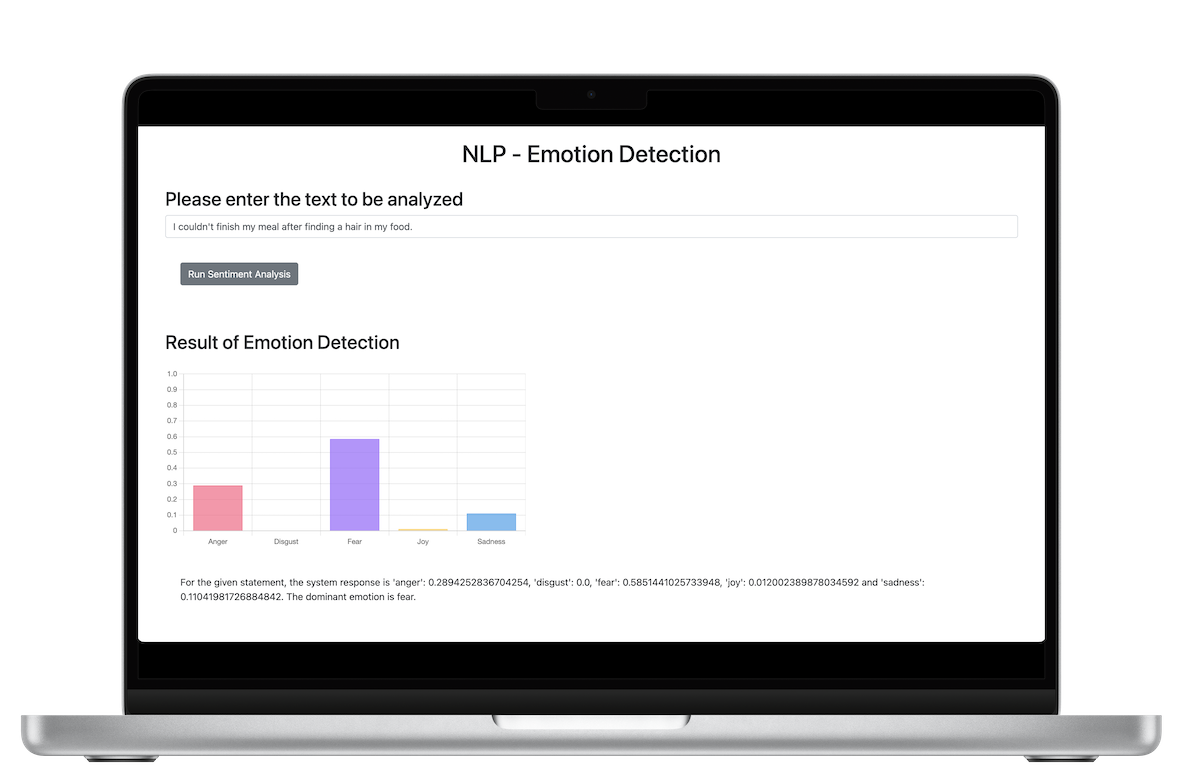 NLP - Emotion Detection
Please enter the text to be analyzed
I couldn't finish my meal after finding a hair in my food.
Run Sentiment Analysis
Result of Emotion Detection
1.0
0.9
0.8
0.7
0.6
0.5
0.4
0.3
0.2
0.1
0
Anger Disgust Fear Joy Sadness
For the given statement, the system response is 'anger': 0.2894252836704254, 'disgust': 0.0, 'fear': 0.5851441025733948, 'joy': 0.012002389878034592 and 'sadness':
0.11041981726884842. The dominant emotion is fear.